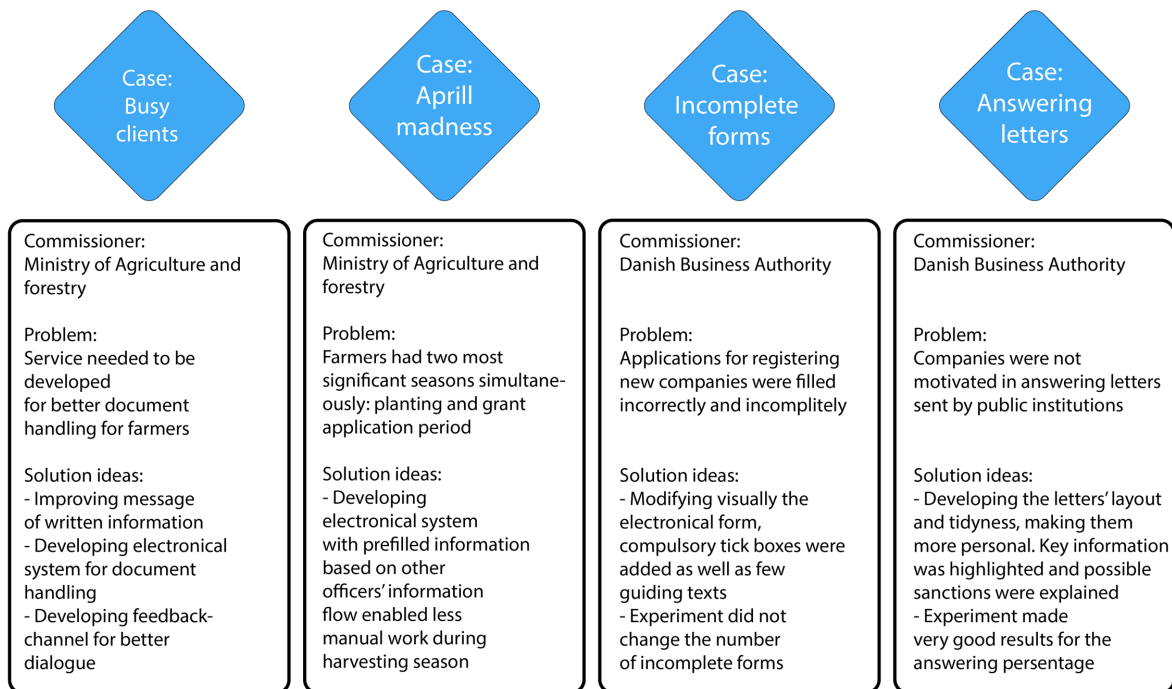 Case:
Busy
clients
Case:
Aprill
madness
Case:
Incomplete
forms
Case:
Answering
letters
Commissioner:
Ministry of Agriculture and
forestry
Problem:
Service needed to be
developed
for better document
handling for farmers
Solution ideas:
- Improving message
of written information
- Developing electronical
system for document
handling
- Developing feedback-
channel for better
dialogue
Commissioner:
Ministry of Agriculture and
forestry
Problem:
Farmers had two most
significant seasons simultane-
ously: planting and grant
application period
Solution ideas:
- Developing
electronical system
with prefilled information
based on other
officers' information
flow enabled less
manual work during
harvesting season
Commissioner:
Danish Business Authority
Problem:
Applications for registering
new companies were filled
incorrectly and incomplitely
Solution ideas:
- Modifying visually the
electronical form,
compulsory tick boxes were
added as well as few
guiding texts
- Experiment did not
change the number
of incomplete forms
Commissioner:
Danish Business Authority
Problem:
Companies were not
motivated in answering letters
sent by public institutions
Solution ideas:
- Developing the letters' layout
and tidyness, making them
more personal. Key information
was highlighted and possible
sanctions were explained
- Experiment made
very good results for the
answering persentage